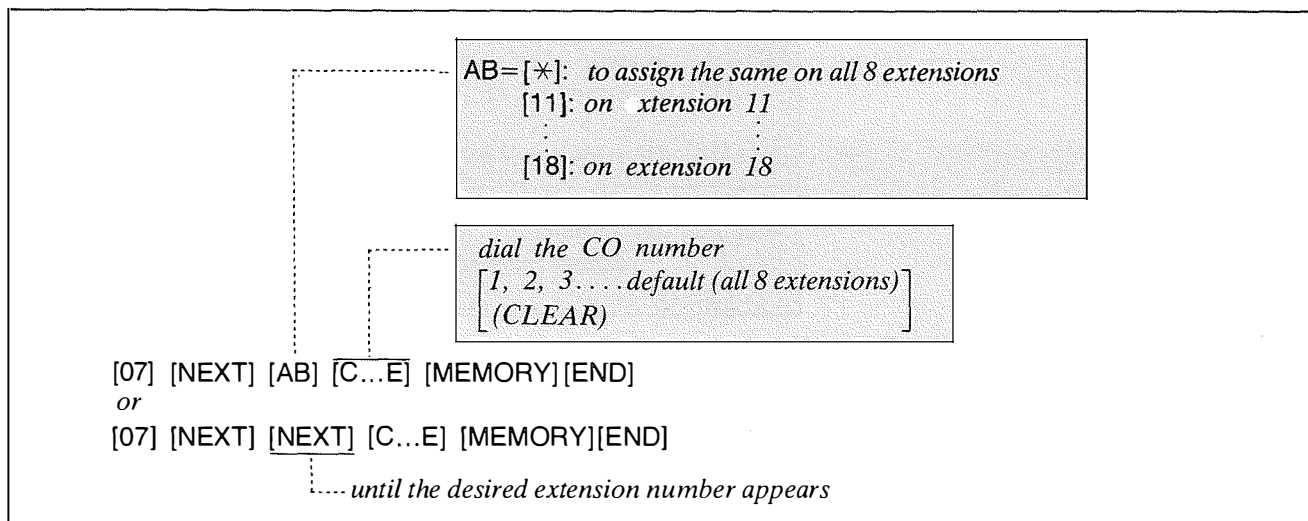 AB=[*]: to assign the same on all 8 extensions
[11]: on xtension 11
[18]: on extension 18
dial the CO number
[1, 2, 3....default (all 8 extensions)
(CLEAR)]
[07] [NEXT] [AB] [C...E] [MEMORY][END]
or
[07] [NEXT] [NEXT] [C...E] [MEMORY][END]
until the desired extension number appears